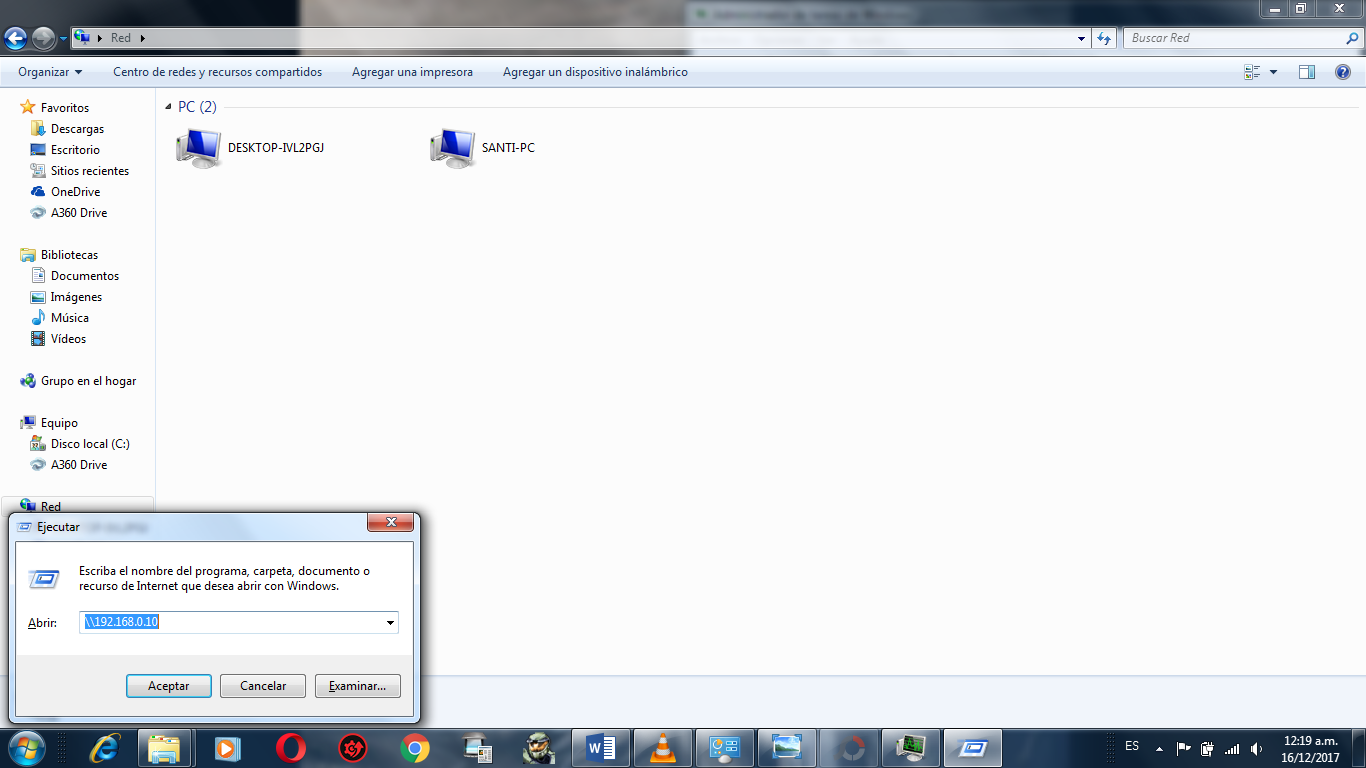 Red
Buscar Red
Organizar
Centro de redes y recursos compartidos
Agregar una impresora
Agregar un dispositivo inalámbrico
Favoritos
Descargas
Escritorio
Sitios recientes
OneDrive
A360 Drive
Bibliotecas
Documentos
Imágenes
Música
Vídeos
Grupo en el hogar
Equipo
Disco local (C:)
A360 Drive
Red
PC (2)
DESKTOP-IVL2PGJ
SANTI-PC
Ejecutar
Escriba el nombre del programa, carpeta, documento o
recurso de Internet que desea abrir con Windows.
Abrir:
\\192.168.0.10
Aceptar
Cancelar
Examinar...
ES
12:19 a.m.
16/12/2017